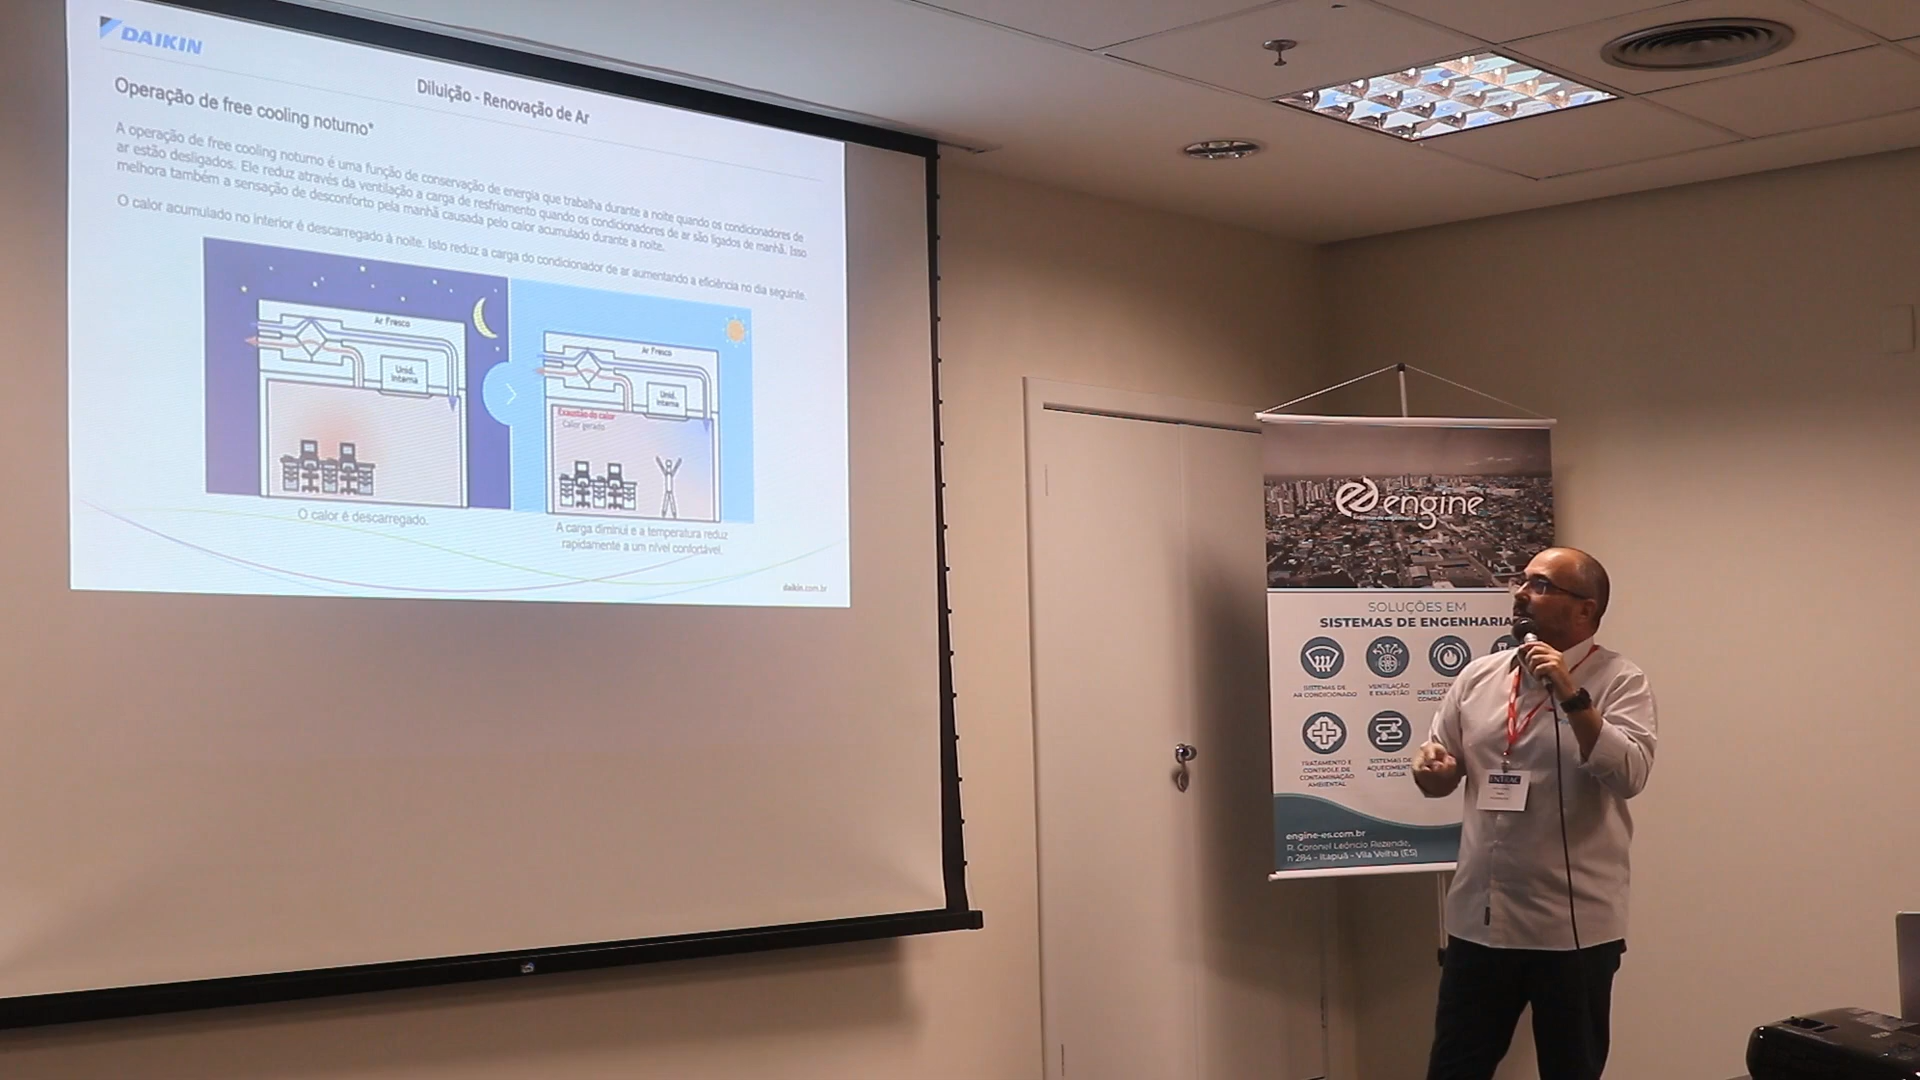 DAIKIN
Diluição - Renovação de Ar
Operação de free cooling noturno*
A operação de free cooling noturno é uma função de conservação de energia que trabalha durante a noite quando os condicionadores de
ar estão desligados. Ele reduz através da ventilação a carga de resfriamento quando os condicionadores de ar são ligados de manhã. Isso
melhora também a sensação de desconforto pela manhã causada pelo calor acumulado durante a noite.
O calor acumulado no interior é descarregado à noite. Isto reduz a carga do condicionador de ar aumentando a eficiência no dia seguinte.
Ar Fresco
Unid.
Interna
Ar Fresco
Unid.
Interna
Exaustão do calor
Calor gerado
O calor é descarregado.
A carga diminui e a temperatura reduz
rapidamente a um nível confortável.
daikin.com.br
engine
SOLUÇÕES EM
SISTEMAS DE ENGENHARIA
SISTEMAS DE
AR CONDICIONADO
VENTILAÇÃO
E EXAUSTÃO
TRATAMENTO E
CONTROLE DE
CONTAMINAÇÃO
AMBIENTAL
SISTEMAS DE
AQUECIMENTO
DE ÁGUA
engine-es.com.br
R. Coronel Leôncio Rezende,
n 284 - Itapuã - Vila Velha (ES)
ENTRAC